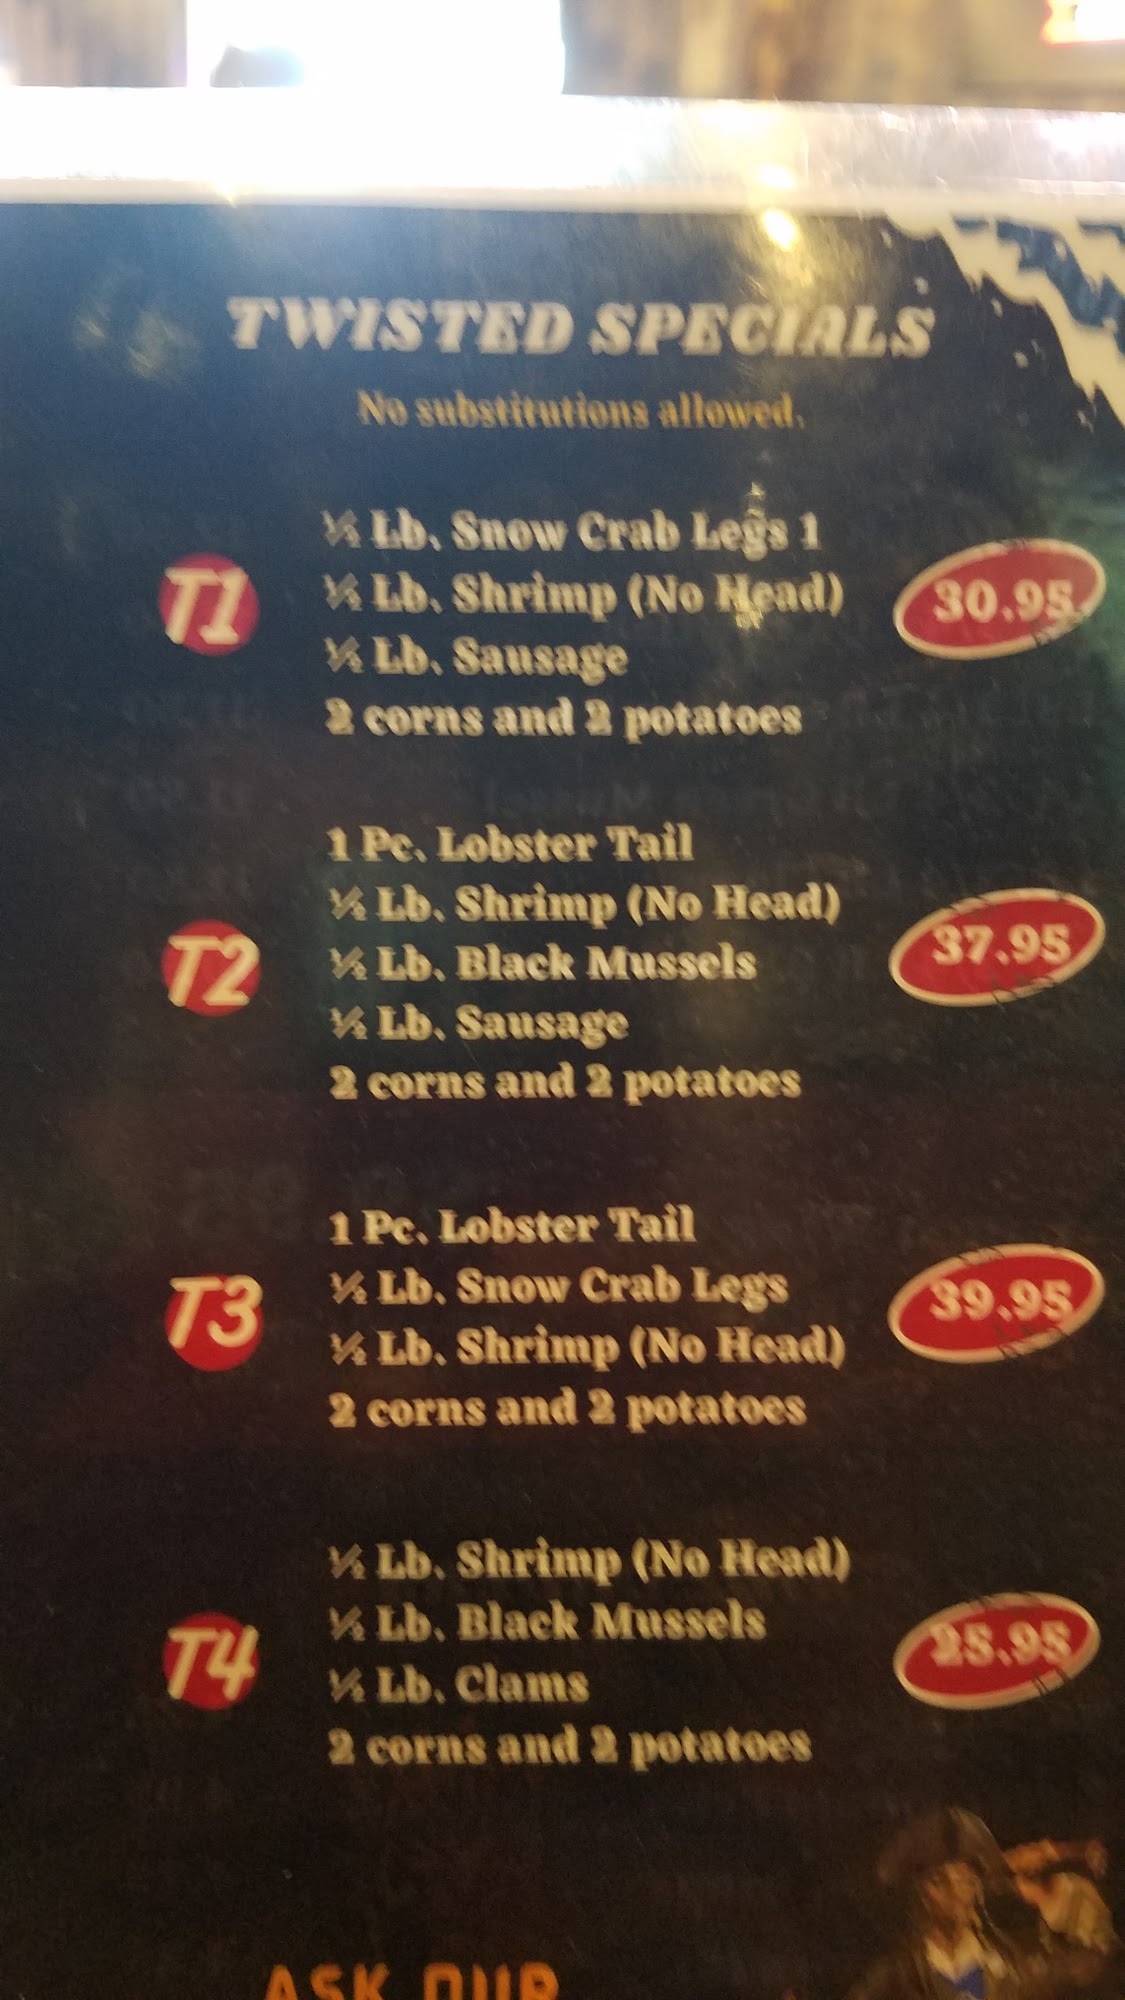 TWISTED SPECIALS
No substitutions allowed.
½ Lb. Snow Crab Legs 1
T1
½ Lb. Shrimp (No Head)
30.95
½ Lb. Sausage
2 corns and 2 potatoes
1 Pc. Lobster Tail
½ Lb. Shrimp (No Head)
T2
½ Lb. Black Mussels
37.95
½ Lb. Sausage
2 corns and 2 potatoes
1 Pc. Lobster Tail
½ Lb. Snow Crab Legs
T3
39.95
½ Lb. Shrimp (No Head)
2 corns and 2 potatoes
½ Lb. Shrimp (No Head)
½ Lb. Black Mussels
T4
25.95
½ Lb. Clams
2 corns and 2 potatoes
ASK OUR